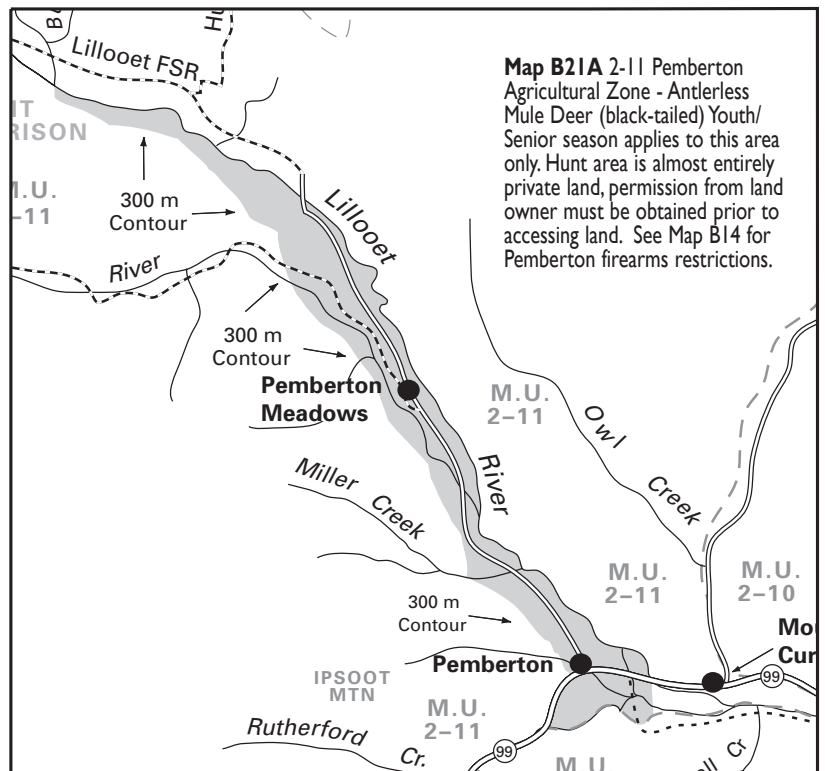 Lillooet FSR
Map B21A 2-11 Pemberton
Agricultural Zone - Antlerless
Mule Deer (black-tailed) Youth/
Senior season applies to this area
only. Hunt area is almost entirely
private land, permission from land
owner must be obtained prior to
accessing land. See Map B14 for
Pemberton firearms restrictions.
RISON
M.U.
-11
300 m
Contour
Lillooet
River
300 m
Contour
Pemberton
Meadows
M.U.
2-11
Owl
Creek
River
Miller
Creek
M.U.
2-11
M.U.
2-10
300 m
Contour
Mou
Cur
Pemberton
99
IPSOOT
MTN
M.U.
2-11
Rutherford
Cr.
99
M.U.
ll Cr